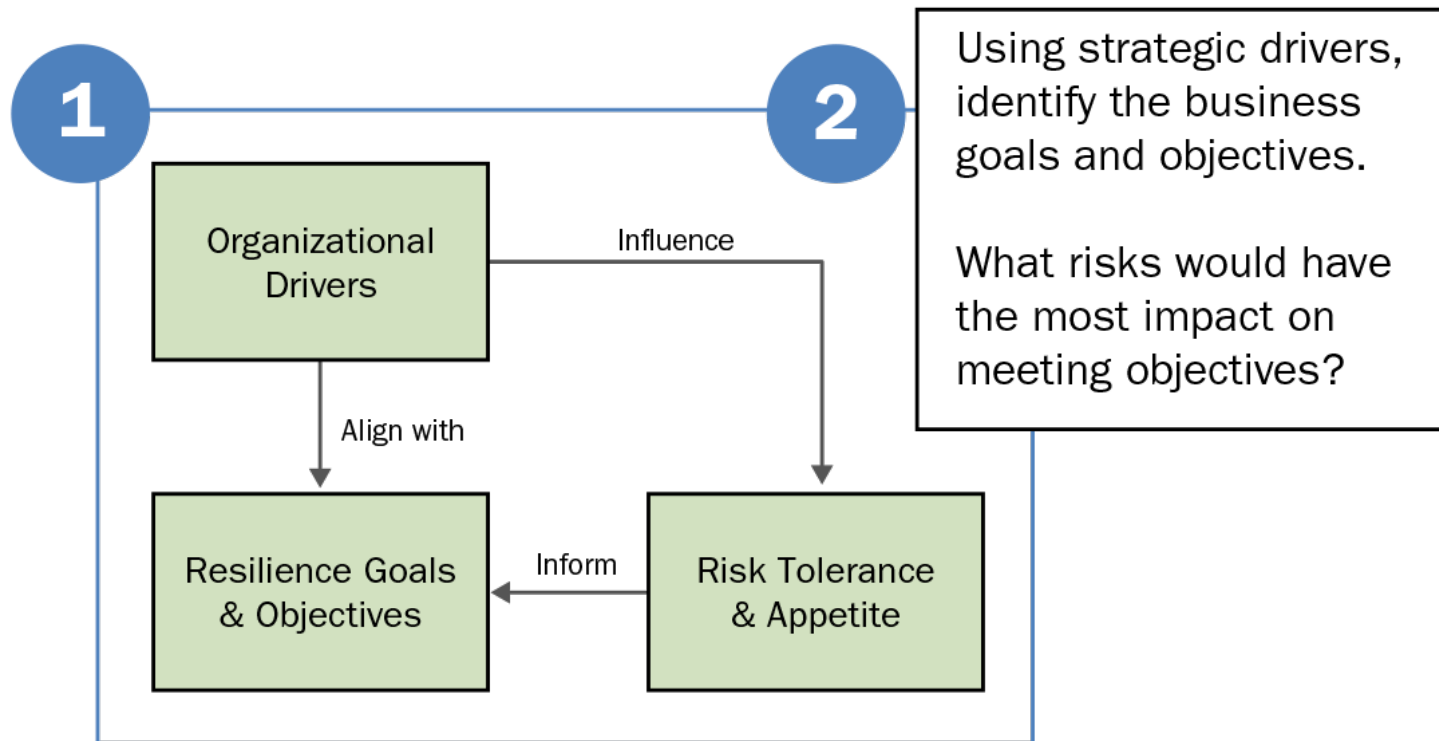 1
2
Using strategic drivers,
identify the business
goals and objectives.
What risks would have
the most impact on
meeting objectives?
Organizational
Drivers
Influence
Align with
Resilience Goals
& Objectives
Inform
Risk Tolerance
& Appetite